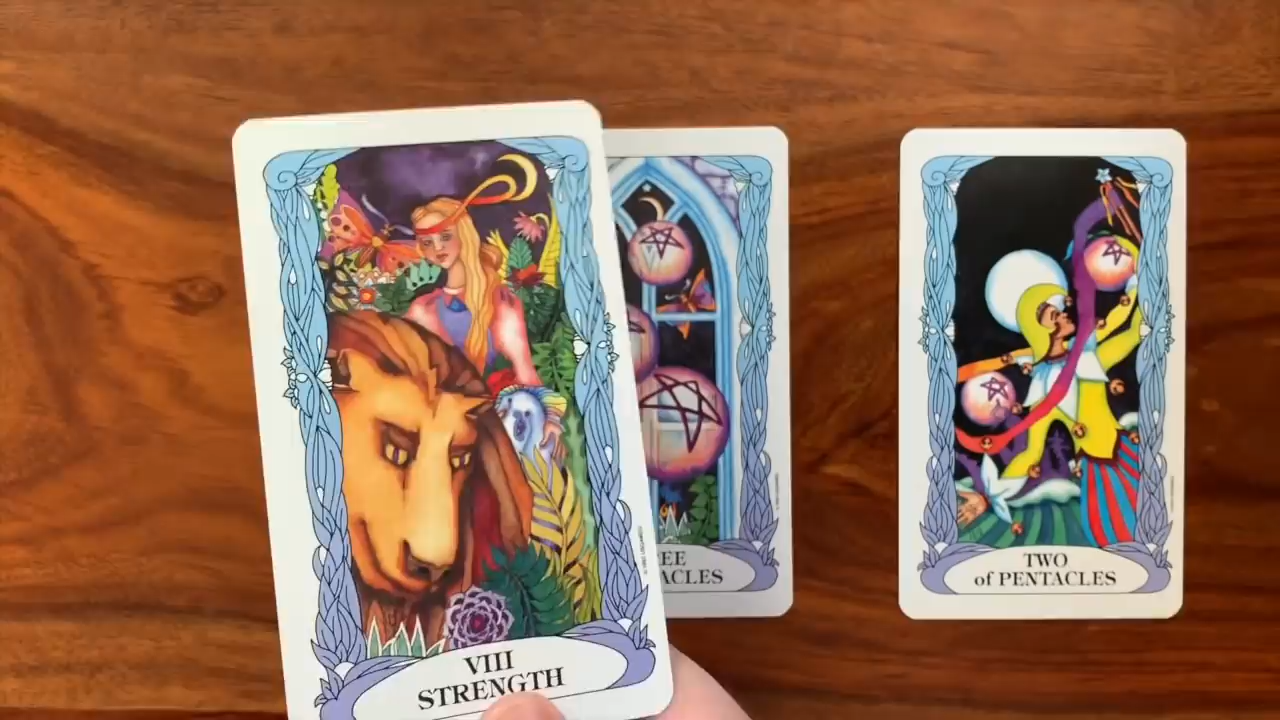 VIII
STRENGTH
EE
ACLES
TWO
of PENTACLES